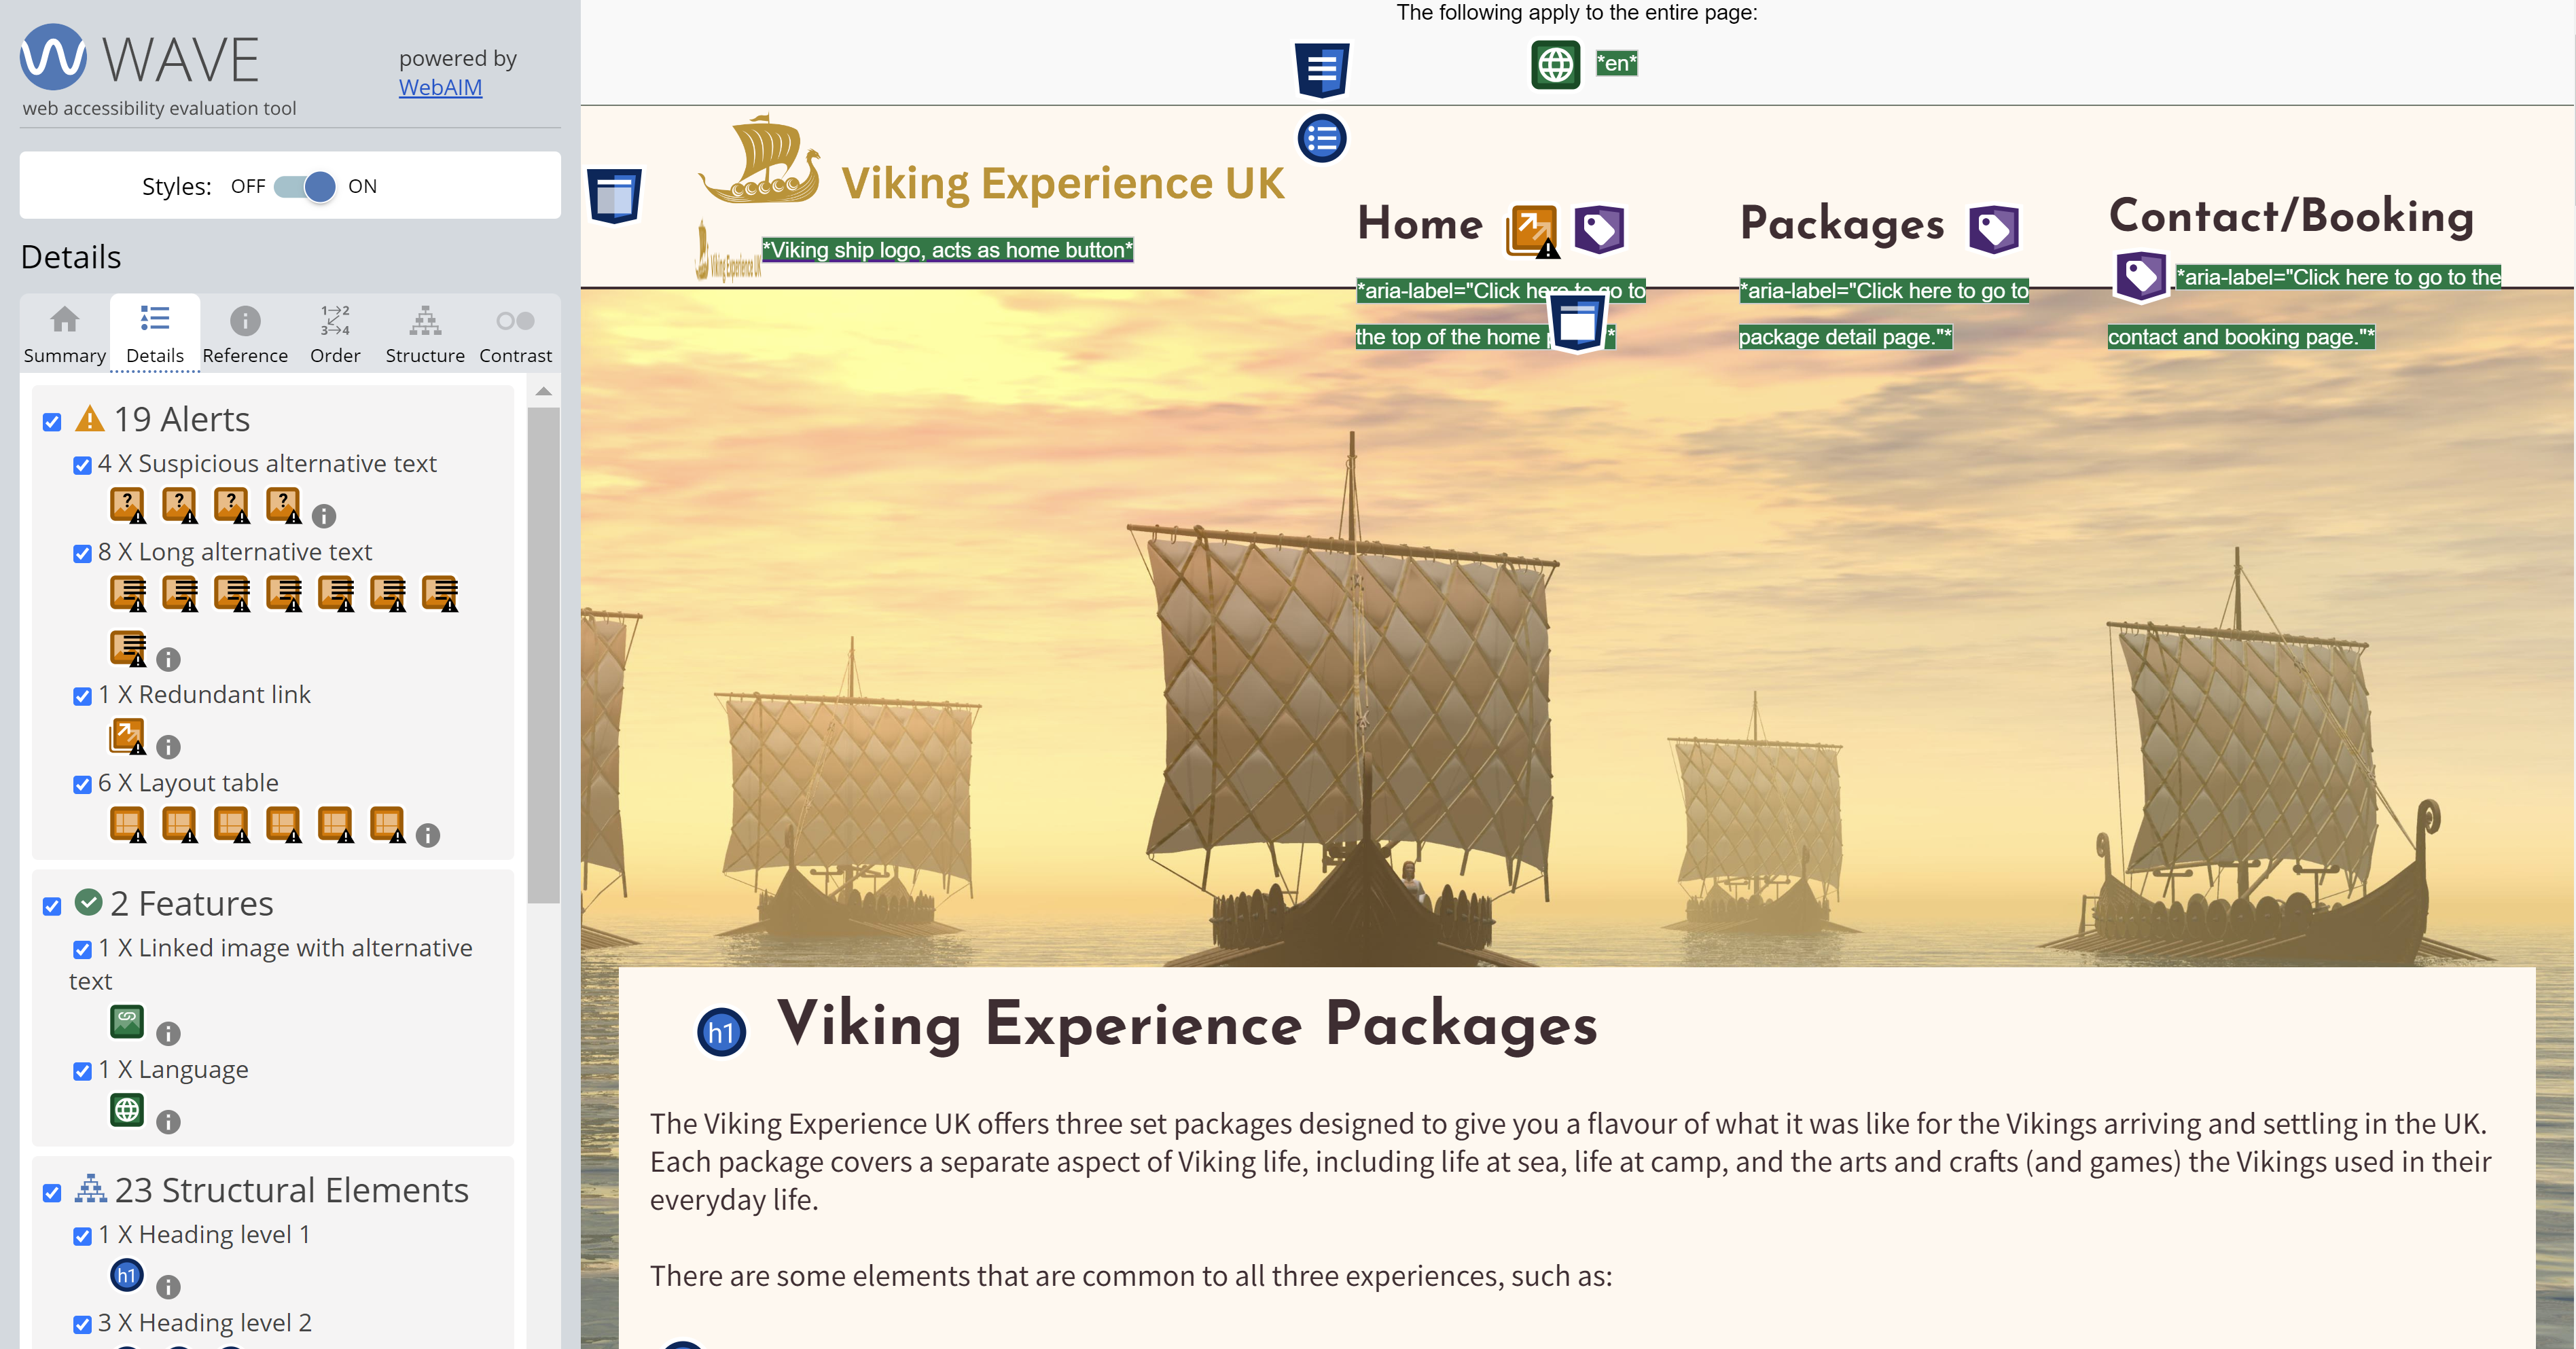 WAVE
powered by
WebAIM
web accessibility evaluation tool
Styles: OFF ON
Details
Summary Details Reference Order Structure Contrast
19 Alerts
4 X Suspicious alternative text
8 X Long alternative text
1 X Redundant link
6 X Layout table
2 Features
1 X Linked image with alternative
text
1 X Language
23 Structural Elements
1 X Heading level 1
h1
3 X Heading level 2
The following apply to the entire page:
*en*
Viking Experience UK
Viking Experience UK
*Viking ship logo, acts as home button*
Home
*aria-label="Click here to go to
the top of the home
Packages
*aria-label="Click here to go to
package detail page."*
Contact/Booking
*aria-label="Click here to go to the
contact and booking page."*
h1 Viking Experience Packages
The Viking Experience UK offers three set packages designed to give you a flavour of what it was like for the Vikings arriving and settling in the UK.
Each package covers a separate aspect of Viking life, including life at sea, life at camp, and the arts and crafts (and games) the Vikings used in their
everyday life.
There are some elements that are common to all three experiences, such as: